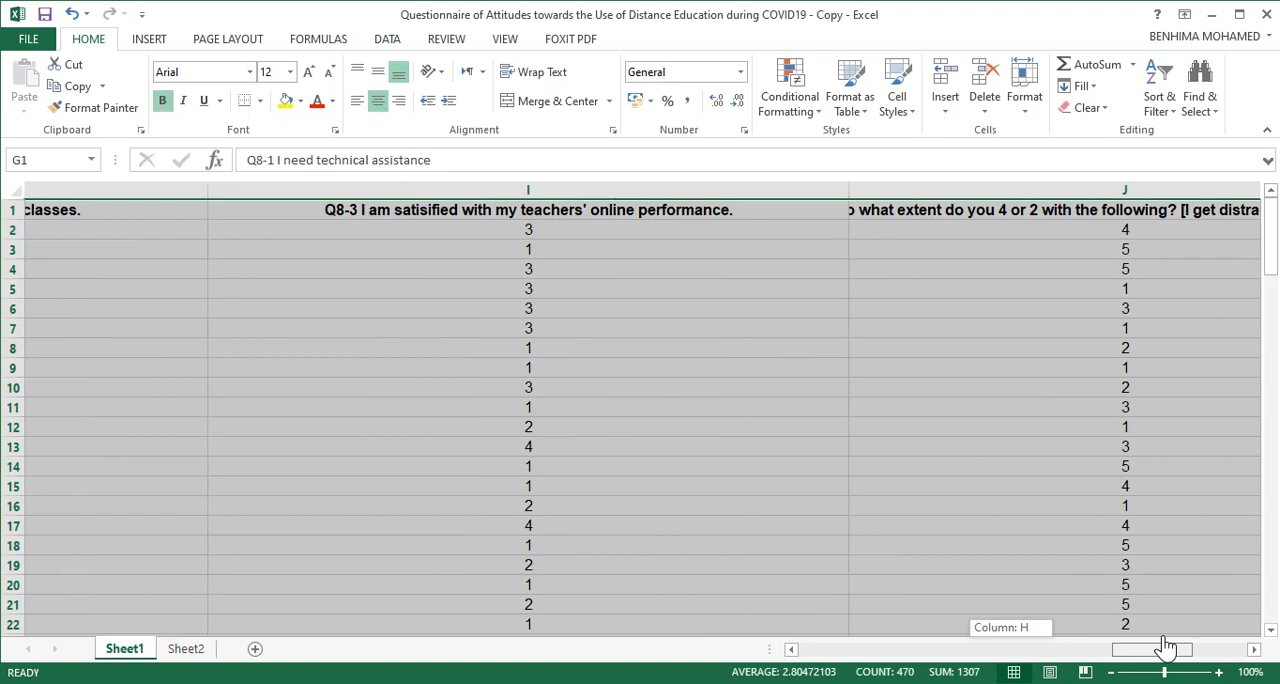 Questionnaire of Attitudes towards the Use of Distance Education during COVID19 - Copy - Excel
FILE HOME INSERT PAGE LAYOUT FORMULAS DATA REVIEW VIEW FOXIT PDF BENHIMA MOHAMED
Paste Cut Copy Format Painter Clipboard
Arial 12 B I U Font
Wrap Text Merge & Center Alignment
General % , Number
Conditional Formatting Format as Table Cell Styles Styles
Insert Delete Format Cells
AutoSum Fill Clear Sort & Filter Find & Select Editing
G1 fx Q8-1 I need technical assistance
I J
1 classes. Q8-3 I am satisified with my teachers' online performance. o what extent do you 4 or 2 with the following? [I get distra
2 3 4
3 1 5
4 3 5
5 3 1
6 3 3
7 3 1
8 1 2
9 1 1
10 3 2
11 1 3
12 2 1
13 4 3
14 1 5
15 1 4
16 2 1
17 4 4
18 1 5
19 2 3
20 1 5
21 2 5
22 1 2
Column: H
Sheet1 Sheet2
READY AVERAGE: 2.80472103 COUNT: 470 SUM: 1307 100%